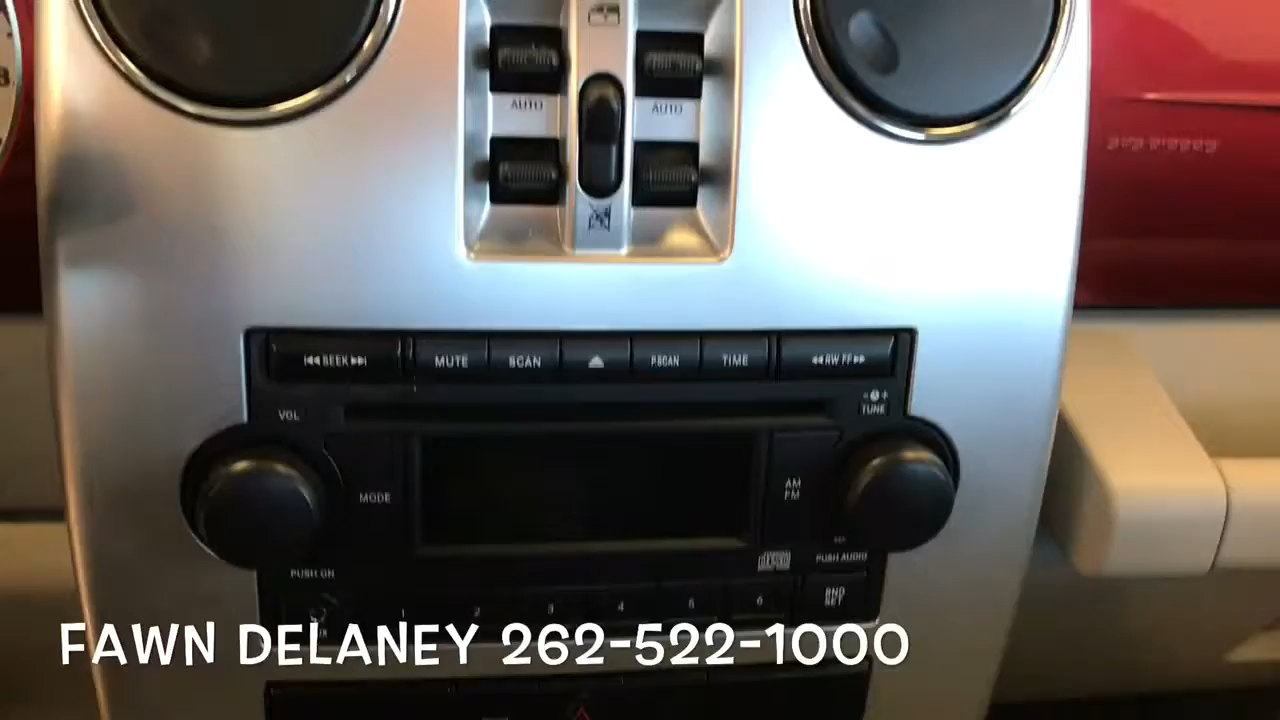 AUTO AUTO
SEEK MUTE SCAN P.SCAN TIME RW FF
VOL
- +
TUNE
MODE
AM
FM
PUSH ON
PUSH AUDIO
1 2 3 4 5 6
RND
SET
FAWN DELANEY 262-522-1000